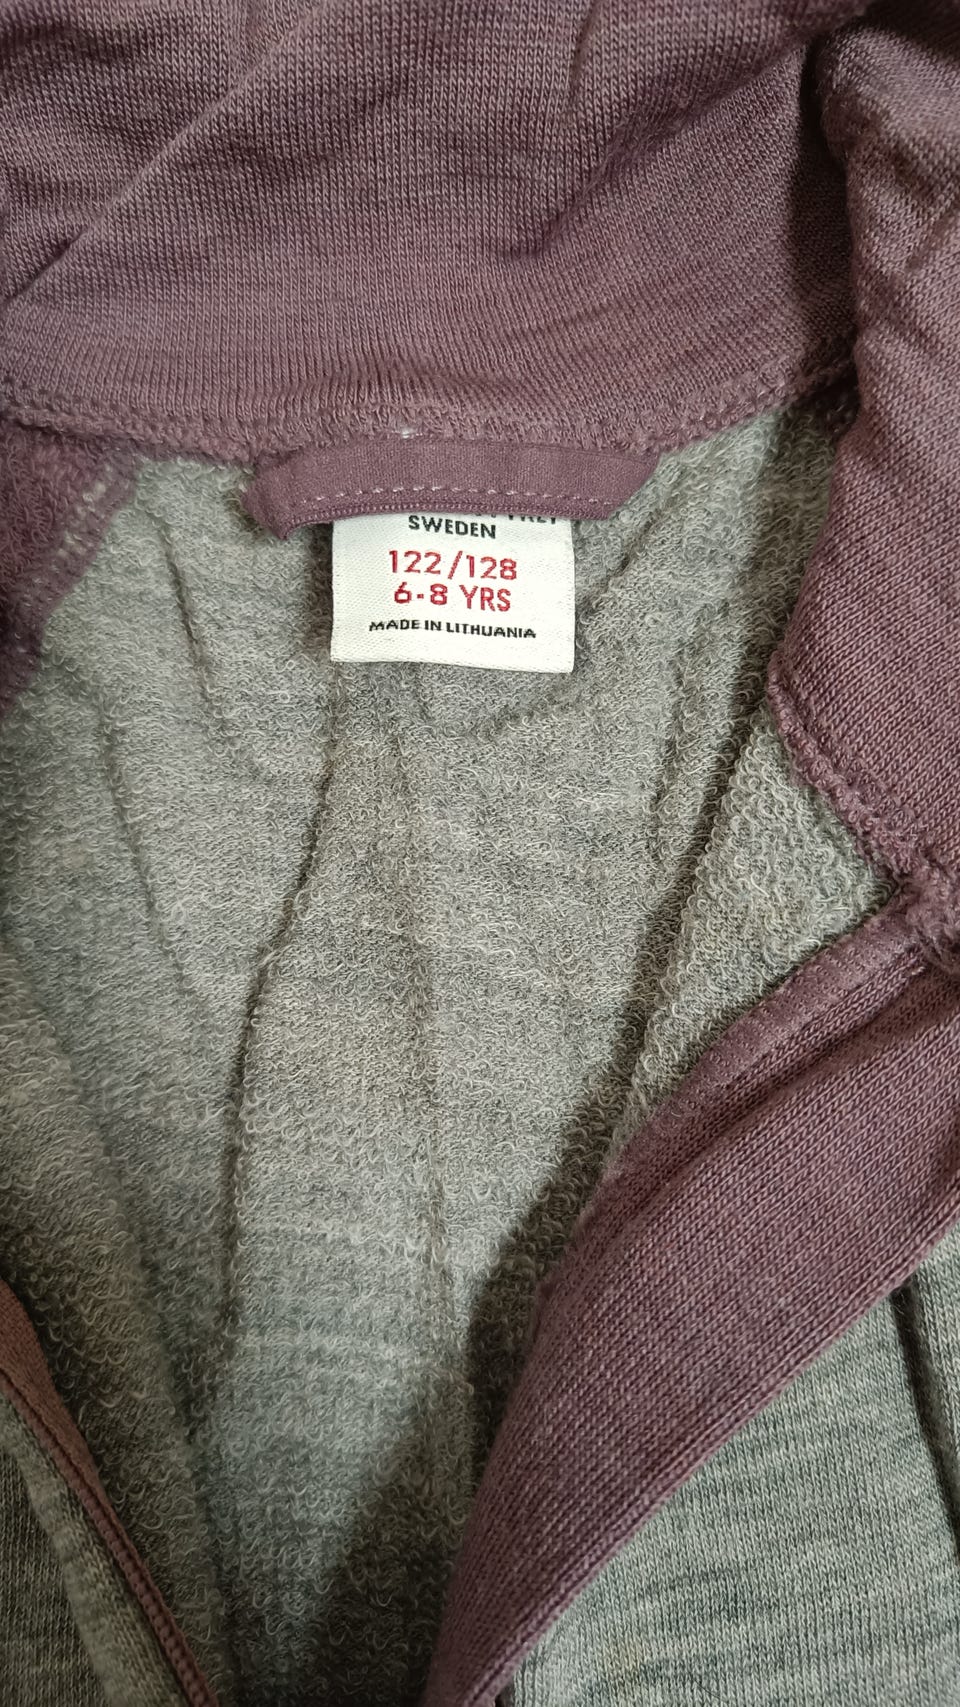 SWEDEN
122/128
6-8 YRS
MADE IN LITHUANIA